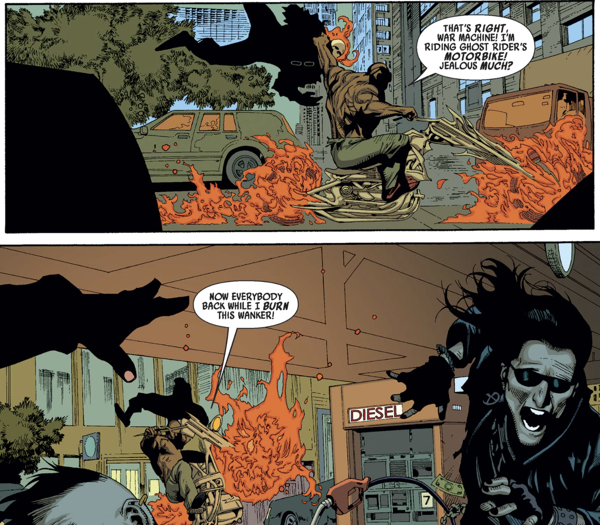 THAT'S RIGHT,
WAR MACHINE! I'M
RIDING GHOST RIDER'S
MOTORBIKE!
JEALOUS MUCH?
NOW EVERYBODY
BACK WHILE I BURN
THIS WANKER!
DIESEL
7